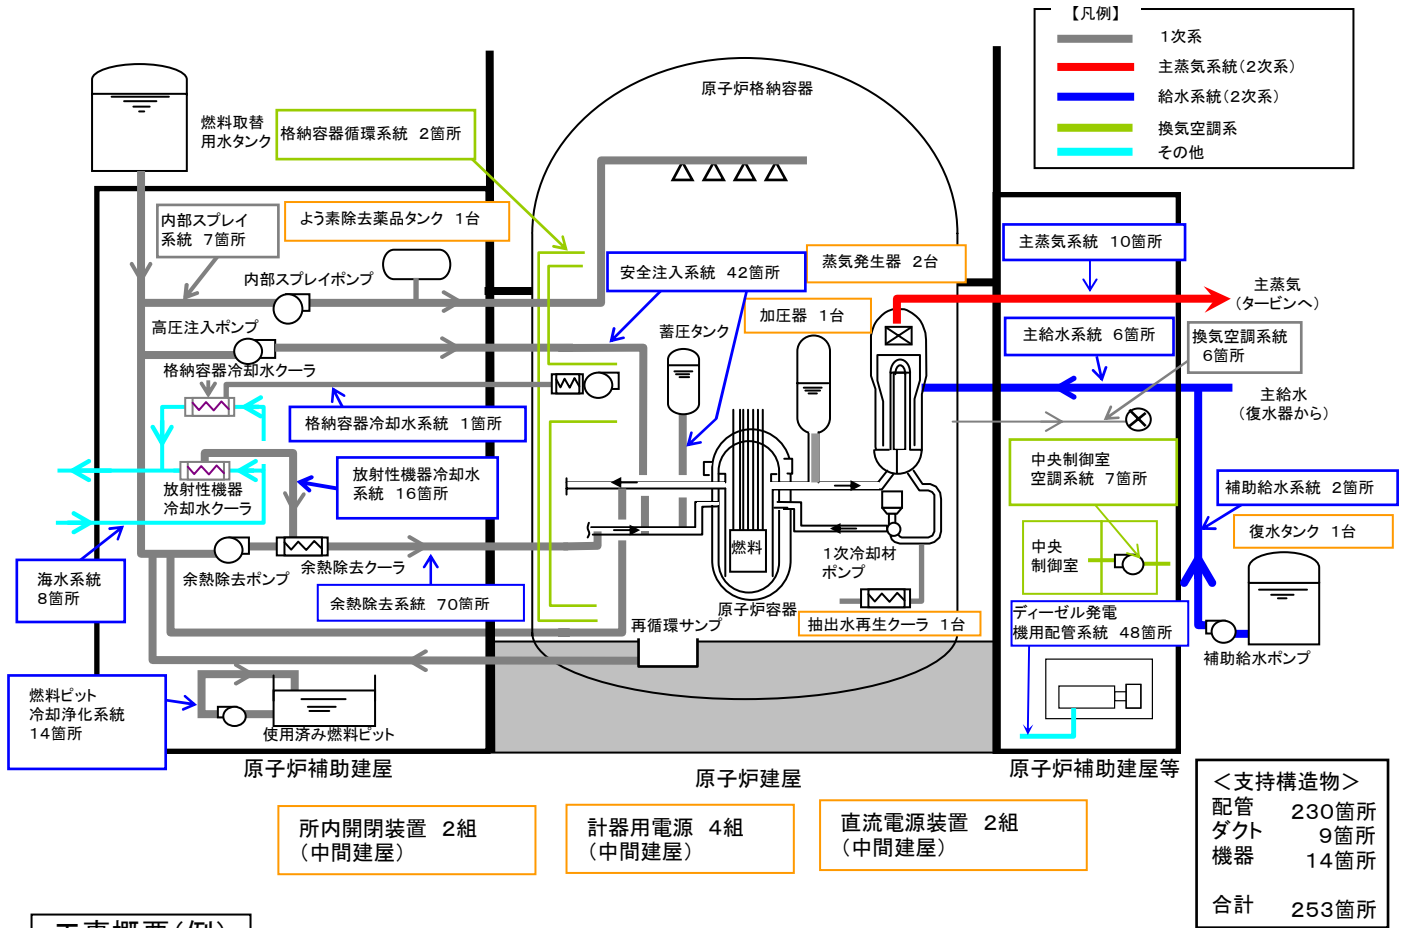 【凡例】
1次系
主蒸気系統(2次系)
給水系統(2次系)
換気空調系
その他
原子炉格納容器
燃料取替
用水タンク
格納容器循環系統 2箇所
内部スプレイ
系統 7箇所
よう素除去薬品タンク 1台
内部スプレイポンプ
安全注入系統 42箇所
蒸気発生器 2台
主蒸気系統 10箇所
主蒸気
(タービンへ)
加圧器 1台
高圧注入ポンプ
蓄圧タンク
主給水系統 6箇所
換気空調系統
6箇所
格納容器冷却水クーラ
格納容器冷却水系統 1箇所
主給水
(復水器から)
放射性機器冷却水
系統 16箇所
中央制御室
空調系統 7箇所
放射性機器
冷却水クーラ
補助給水系統 2箇所
復水タンク 1台
燃料
1次冷却材
ポンプ
中央
制御室
海水系統
8箇所
余熱除去ポンプ
余熱除去クーラ
余熱除去系統 70箇所
原子炉容器
抽出水再生クーラ 1台
ディーゼル発電
機用配管系統 48箇所
再循環サンプ
補助給水ポンプ
燃料ピット
冷却浄化系統
14箇所
使用済み燃料ピット
原子炉補助建屋
原子炉建屋
原子炉補助建屋等
所内開閉装置 2組
(中間建屋)
計器用電源 4組
(中間建屋)
直流電源装置 2組
(中間建屋)
<支持構造物>
配管 230箇所
ダクト 9箇所
機器 14箇所
合計 253箇所
工事概要(例)